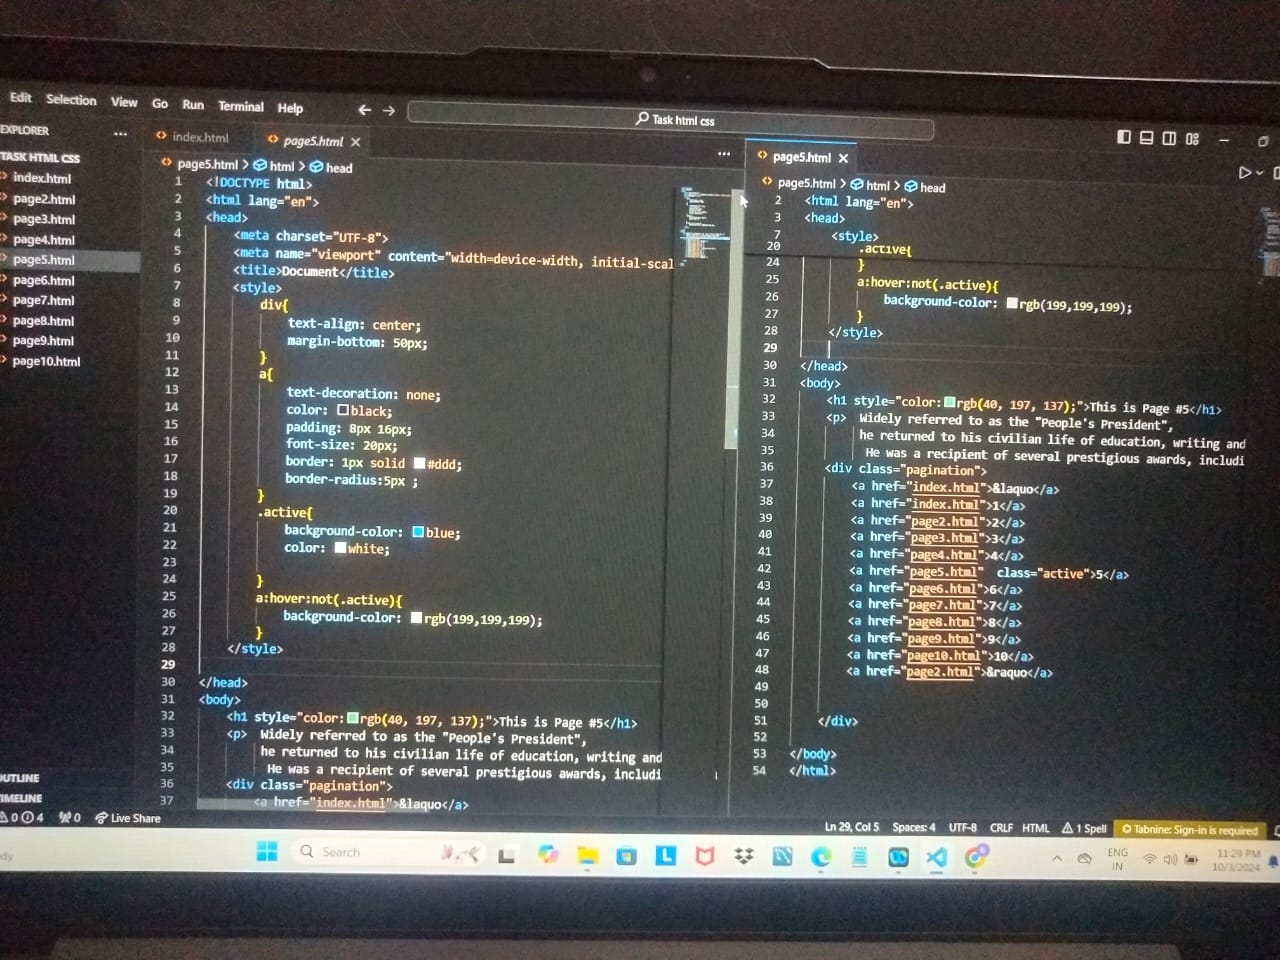 Edit Selection View Go Run Terminal Help
Task html css
EXPLORER ...
TASK HTML CSS
index.html
page2.html
page3.html
page4.html
page5.html
page6.html
page7.html
page8.html
page9.html
page10.html
OUTLINE
TIMELINE
index.html
page5.html
...
page5.html > html > head
1 <!DOCTYPE html>
2 <html lang="en">
3 <head>
4 <meta charset="UTF-8">
5 <meta name="viewport" content="width=device-width, initial-scal
6 <title>Document</title>
7 <style>
8 div{
9 text-align: center;
10 margin-bottom: 50px;
11 }
12 a{
13 text-decoration: none;
14 color: black;
15 padding: 8px 16px;
16 font-size: 20px;
17 border: 1px solid #ddd;
18 border-radius:5px ;
19 }
20 .active{
21 background-color: blue;
22 color: white;
23
24 }
25 a:hover:not(.active){
26 background-color: rgb(199,199,199);
27 }
28 </style>
29
30 </head>
31 <body>
32 <h1 style="color: rgb(40, 197, 137);">This is Page #5</h1>
33 <p> Widely referred to as the "People's President",
34 he returned to his civilian life of education, writing and
35 He was a recipient of several prestigious awards, includi
36 <div class="pagination">
37 <a href="index.html">&laquo</a>
page5.html
page5.html > html > head
2 <html lang="en">
3 <head>
7 <style>
20 .active{
24 }
25 a:hover:not(.active){
26 background-color: rgb(199,199,199);
27 }
28 </style>
29
30 </head>
31 <body>
32 <h1 style="color: rgb(40, 197, 137);">This is Page #5</h1>
33 <p> Widely referred to as the "People's President",
34 he returned to his civilian life of education, writing and
35 He was a recipient of several prestigious awards, includi
36 <div class="pagination">
37 <a href="index.html">&laquo</a>
38 <a href="index.html">1</a>
39 <a href="page2.html">2</a>
40 <a href="page3.html">3</a>
41 <a href="page4.html">4</a>
42 <a href="page5.html" class="active">5</a>
43 <a href="page6.html">6</a>
44 <a href="page7.html">7</a>
45 <a href="page8.html">8</a>
46 <a href="page9.html">9</a>
47 <a href="page10.html">10</a>
48 <a href="page2.html">&raquo</a>
49
50
51 </div>
52
53 </body>
54 </html>
0 4 0 Live Share
Ln 29, Col 5 Spaces: 4 UTF-8 CRLF HTML 1 Spell Tabnine: Sign-in is required
Search
ENG
IN
11:29 PM
10/3/2024